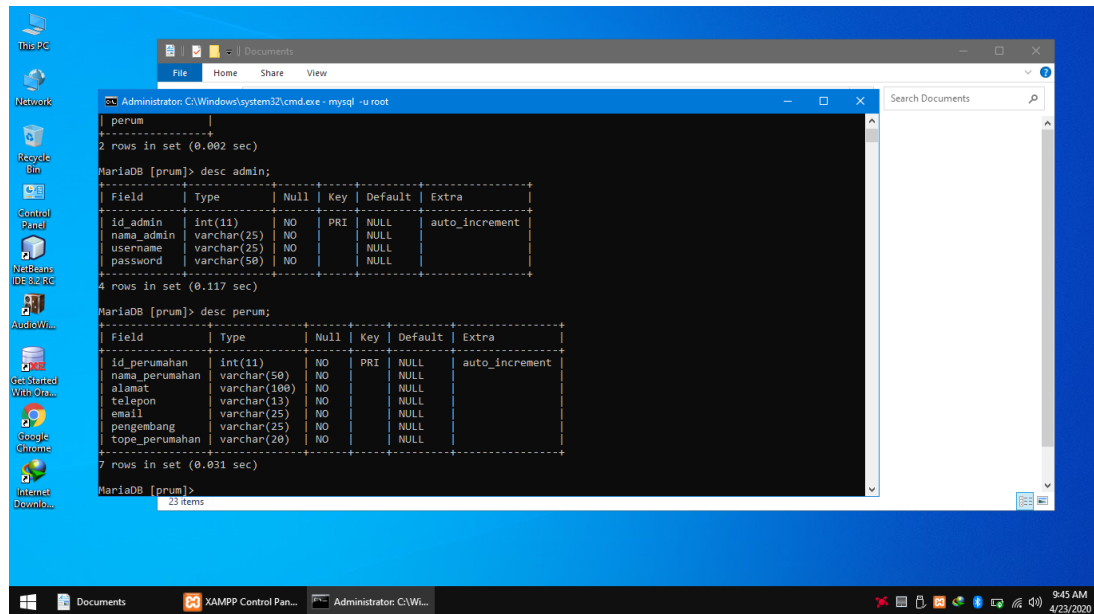 This PC
Network
Recycle
Bin
Control
Panel
NetBeans
IDE 8.2 RC
AudioWi...
Get Started
With Ora...
Google
Chrome
Internet
Downlo...
Documents
File Home Share View
Search Documents
Administrator: C:\Windows\system32\cmd.exe - mysql -u root
| perum |
+----------------+
2 rows in set (0.002 sec)
MariaDB [prum]> desc admin;
+------------+-------------+------+-----+---------+----------------+
| Field | Type | Null | Key | Default | Extra |
+------------+-------------+------+-----+---------+----------------+
| id_admin | int(11) | NO | PRI | NULL | auto_increment |
| nama_admin | varchar(25) | NO | | NULL | |
| username | varchar(25) | NO | | NULL | |
| password | varchar(50) | NO | | NULL | |
+------------+-------------+------+-----+---------+----------------+
4 rows in set (0.117 sec)
MariaDB [prum]> desc perum;
+----------------+--------------+------+-----+---------+----------------+
| Field | Type | Null | Key | Default | Extra |
+----------------+--------------+------+-----+---------+----------------+
| id_perumahan | int(11) | NO | PRI | NULL | auto_increment |
| nama_perumahan | varchar(50) | NO | | NULL | |
| alamat | varchar(100) | NO | | NULL | |
| telepon | varchar(13) | NO | | NULL | |
| email | varchar(25) | NO | | NULL | |
| pengembang | varchar(25) | NO | | NULL | |
| tope_perumahan | varchar(20) | NO | | NULL | |
+----------------+--------------+------+-----+---------+----------------+
7 rows in set (0.031 sec)
MariaDB [prum]>
23 items
Documents
XAMPP Control Pan...
Administrator: C:\Wi...
9:45 AM
4/23/2020